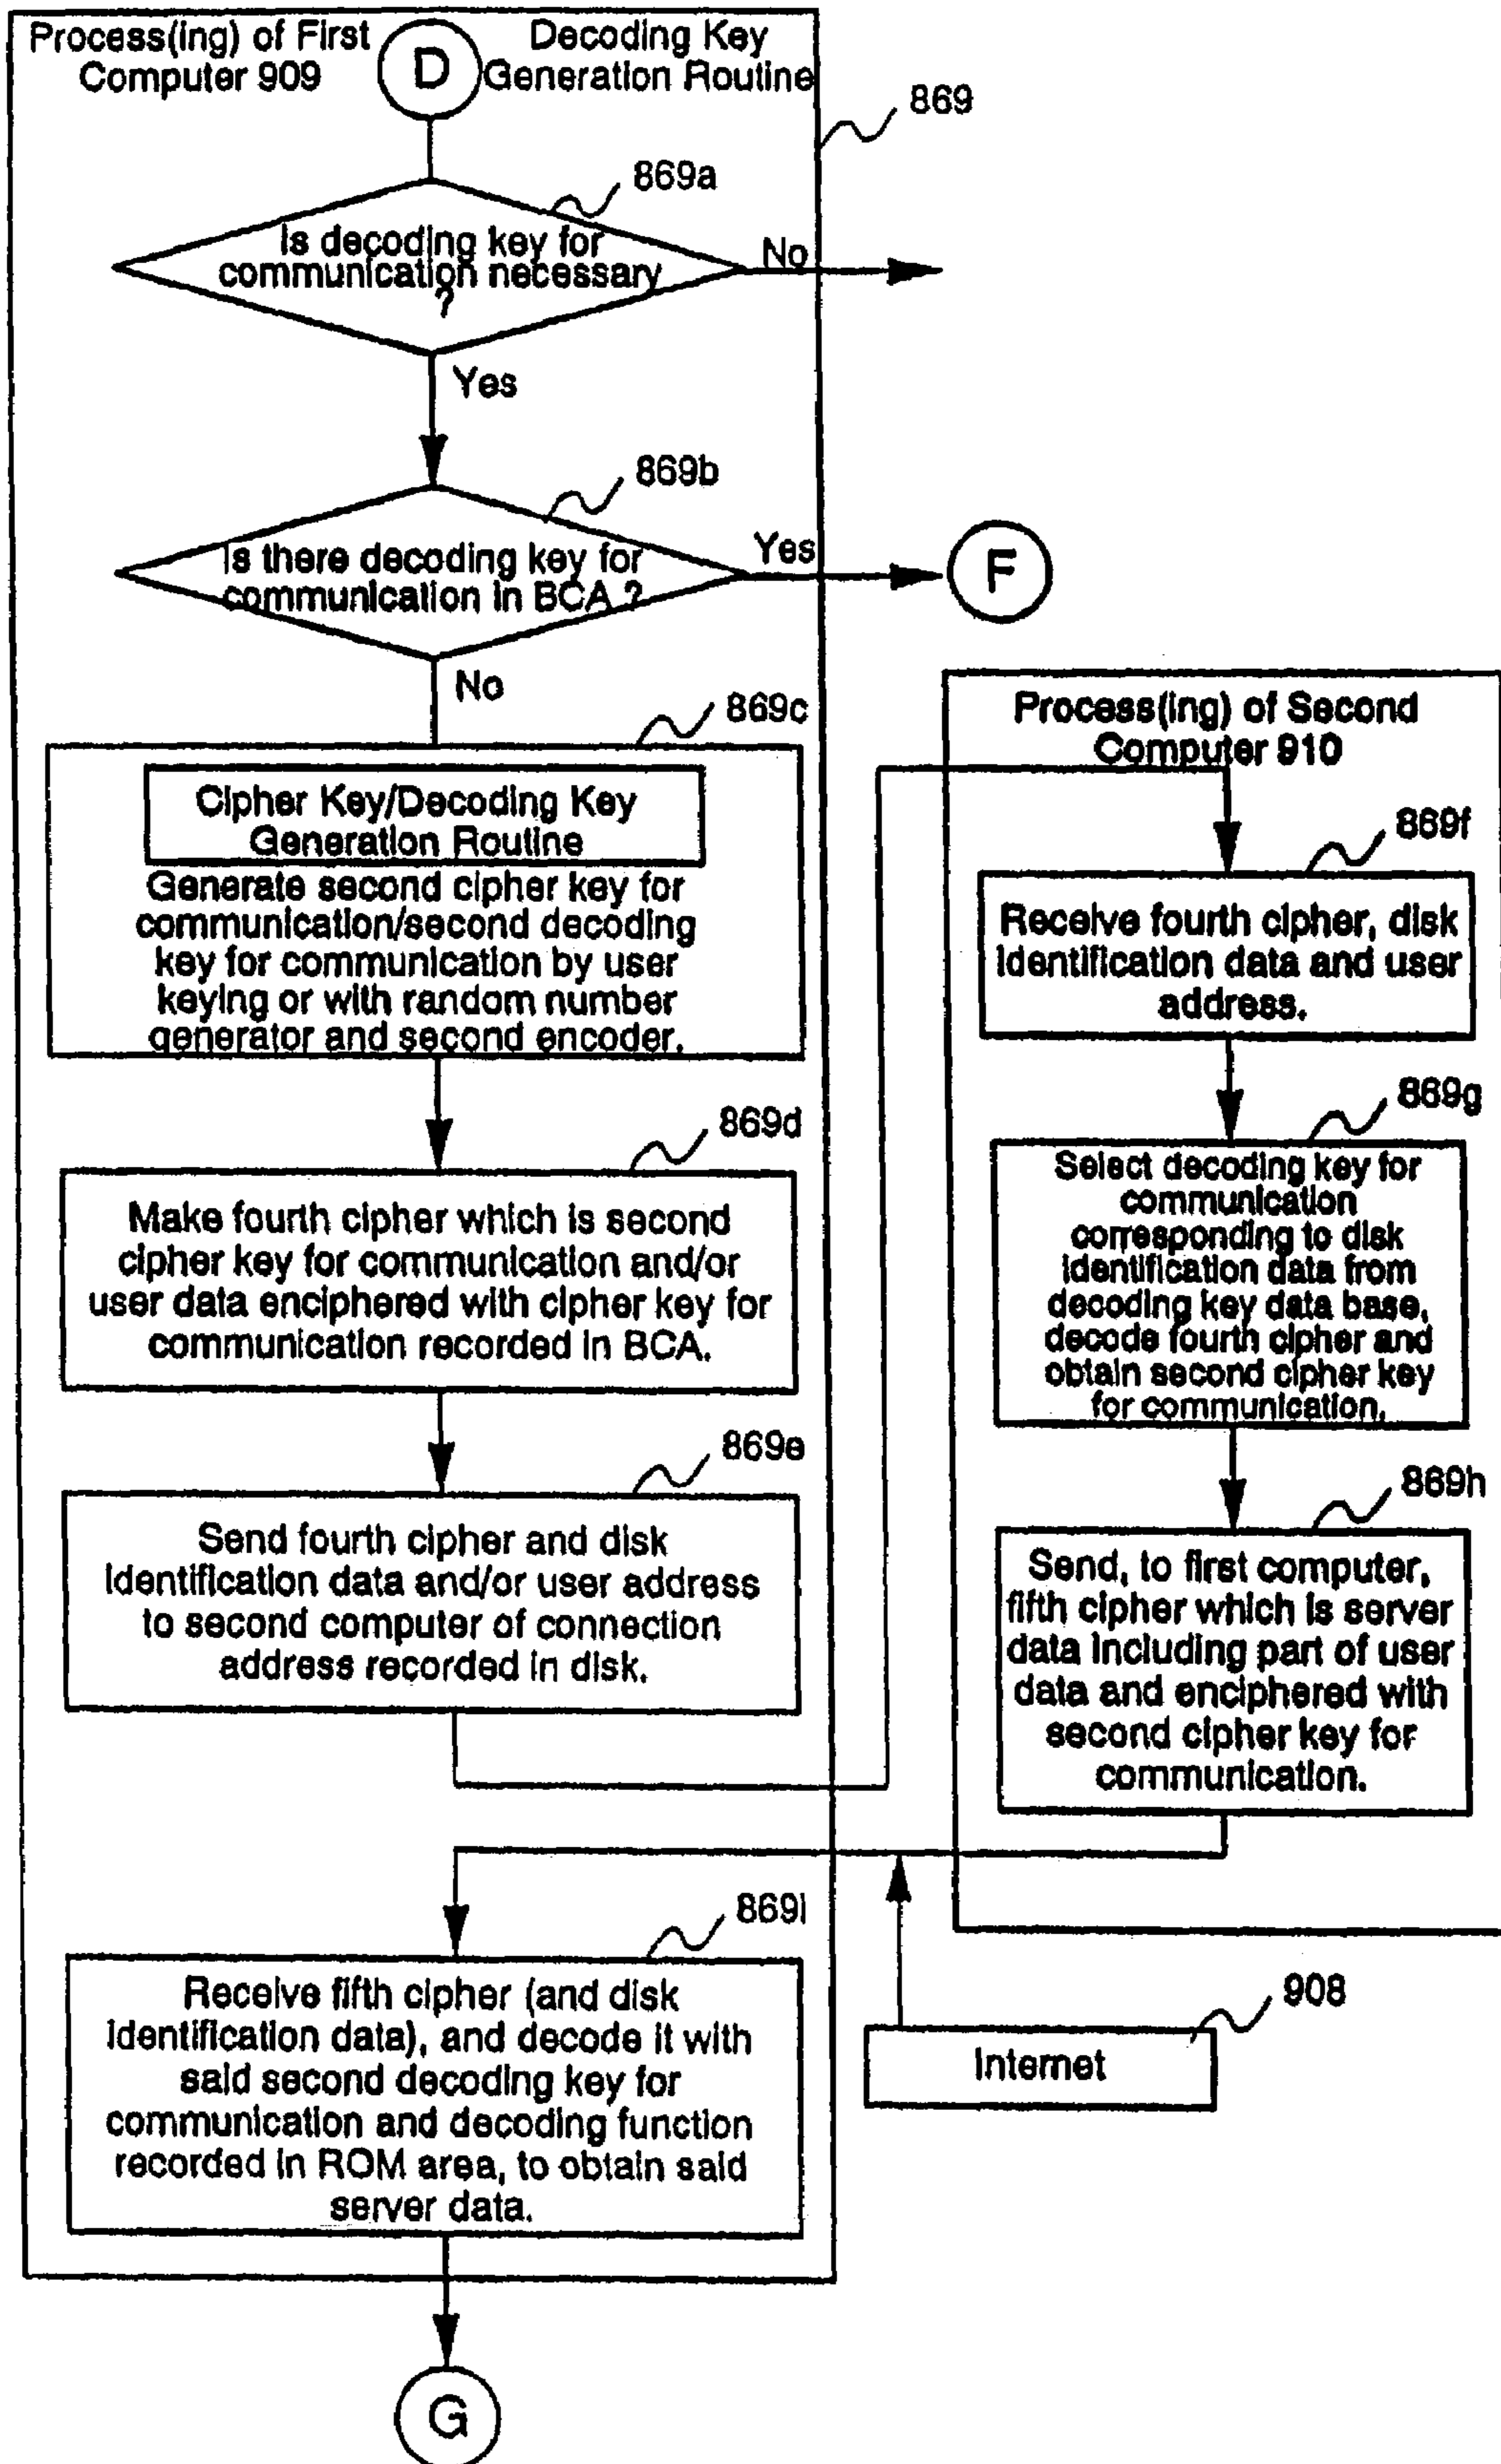 Process(ing) of First
Computer 909
D
Decoding Key
Generation Routine
869
869a
Is decoding key for
communication necessary
?
No
Yes
869b
Is there decoding key for
communication in BCA ?
Yes
F
No
869c
Cipher Key/Decoding Key
Generation Routine
Generate second cipher key for
communication/second decoding
key for communication by user
keying or with random number
generator and second encoder.
869d
Make fourth cipher which is second
cipher key for communication and/or
user data enciphered with cipher key for
communication recorded in BCA.
869e
Send fourth cipher and disk
identification data and/or user address
to second computer of connection
address recorded in disk.
Process(ing) of Second
Computer 910
869f
Receive fourth cipher, disk
identification data and user
address.
869g
Select decoding key for
communication
corresponding to disk
identification data from
decoding key data base,
decode fourth cipher and
obtain second cipher key
for communication.
869h
Send, to first computer,
fifth cipher which is server
data including part of user
data and enciphered with
second cipher key for
communication.
869i
Receive fifth cipher (and disk
identification data), and decode it with
said second decoding key for
communication and decoding function
recorded in ROM area, to obtain said
server data.
908
Internet
G